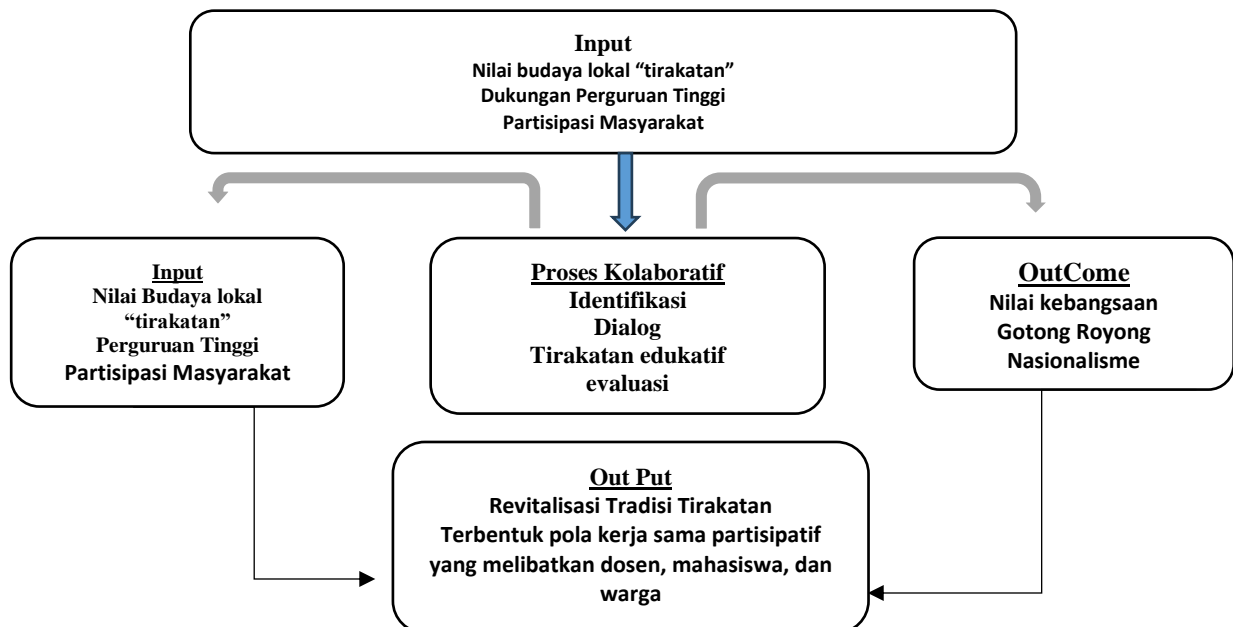 Input
Nilai budaya lokal “tirakatan”
Dukungan Perguruan Tinggi
Partisipasi Masyarakat
Input
Nilai Budaya lokal
“tirakatan”
Perguruan Tinggi
Partisipasi Masyarakat
Proses Kolaboratif
Identifikasi
Dialog
Tirakatan edukatif
evaluasi
OutCome
Nilai kebangsaan
Gotong Royong
Nasionalisme
Out Put
Revitalisasi Tradisi Tirakatan
Terbentuk pola kerja sama partisipatif
yang melibatkan dosen, mahasiswa, dan
warga